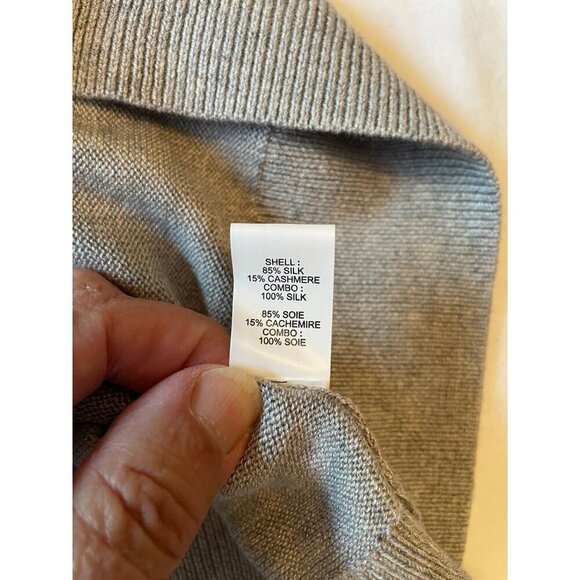 SHELL :
85% SILK
15% CASHMERE
COMBO :
100% SILK
85% SOIE
15% CACHEMIRE
COMBO :
100% SOIE